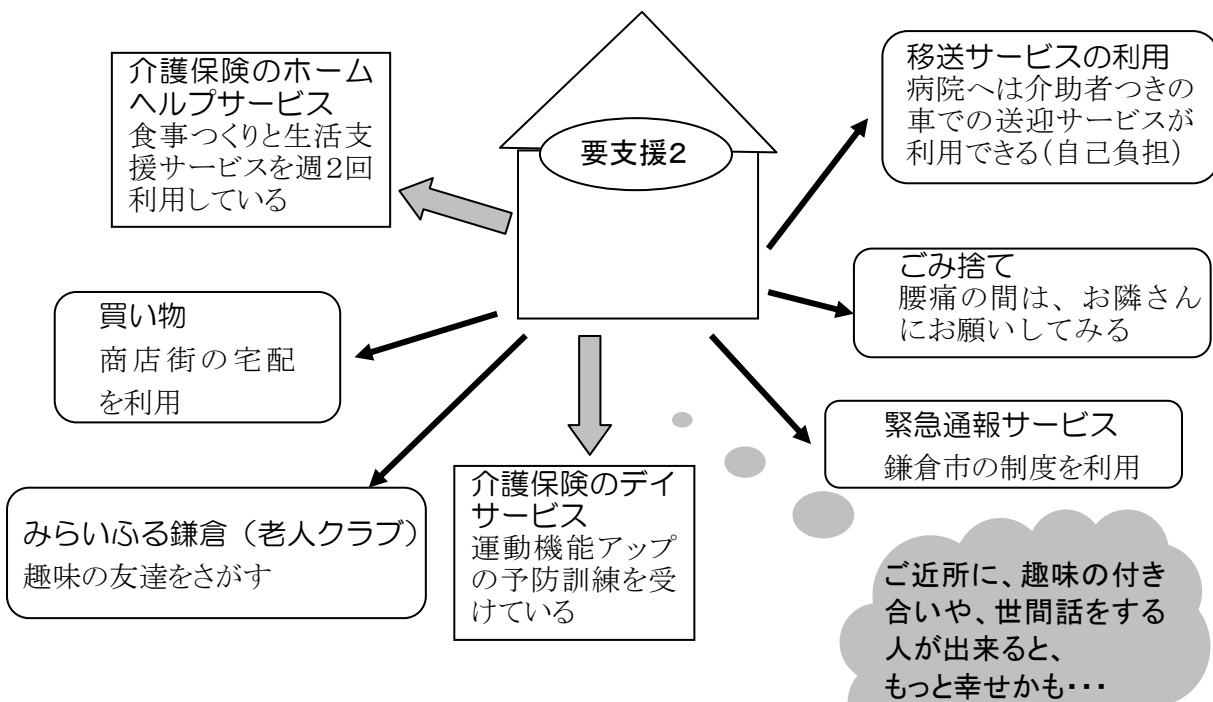 介護保険のホーム
ヘルプサービス
食事つくりと生活支
援サービスを週2回
利用している
要支援2
移送サービスの利用
病院へは介助者つきの
車での送迎サービスが
利用できる(自己負担)
ごみ捨て
腰痛の間は、お隣さん
にお願いしてみる
買い物
商店街の宅配
を利用
緊急通報サービス
鎌倉市の制度を利用
みらいふる鎌倉（老人クラブ）
趣味の友達をさがす
介護保険のデイ
サービス
運動機能アップ
の予防訓練を受
けている
ご近所に、趣味の付き
合いや、世間話をする
人が出来ると、
もっと幸せかも・・・